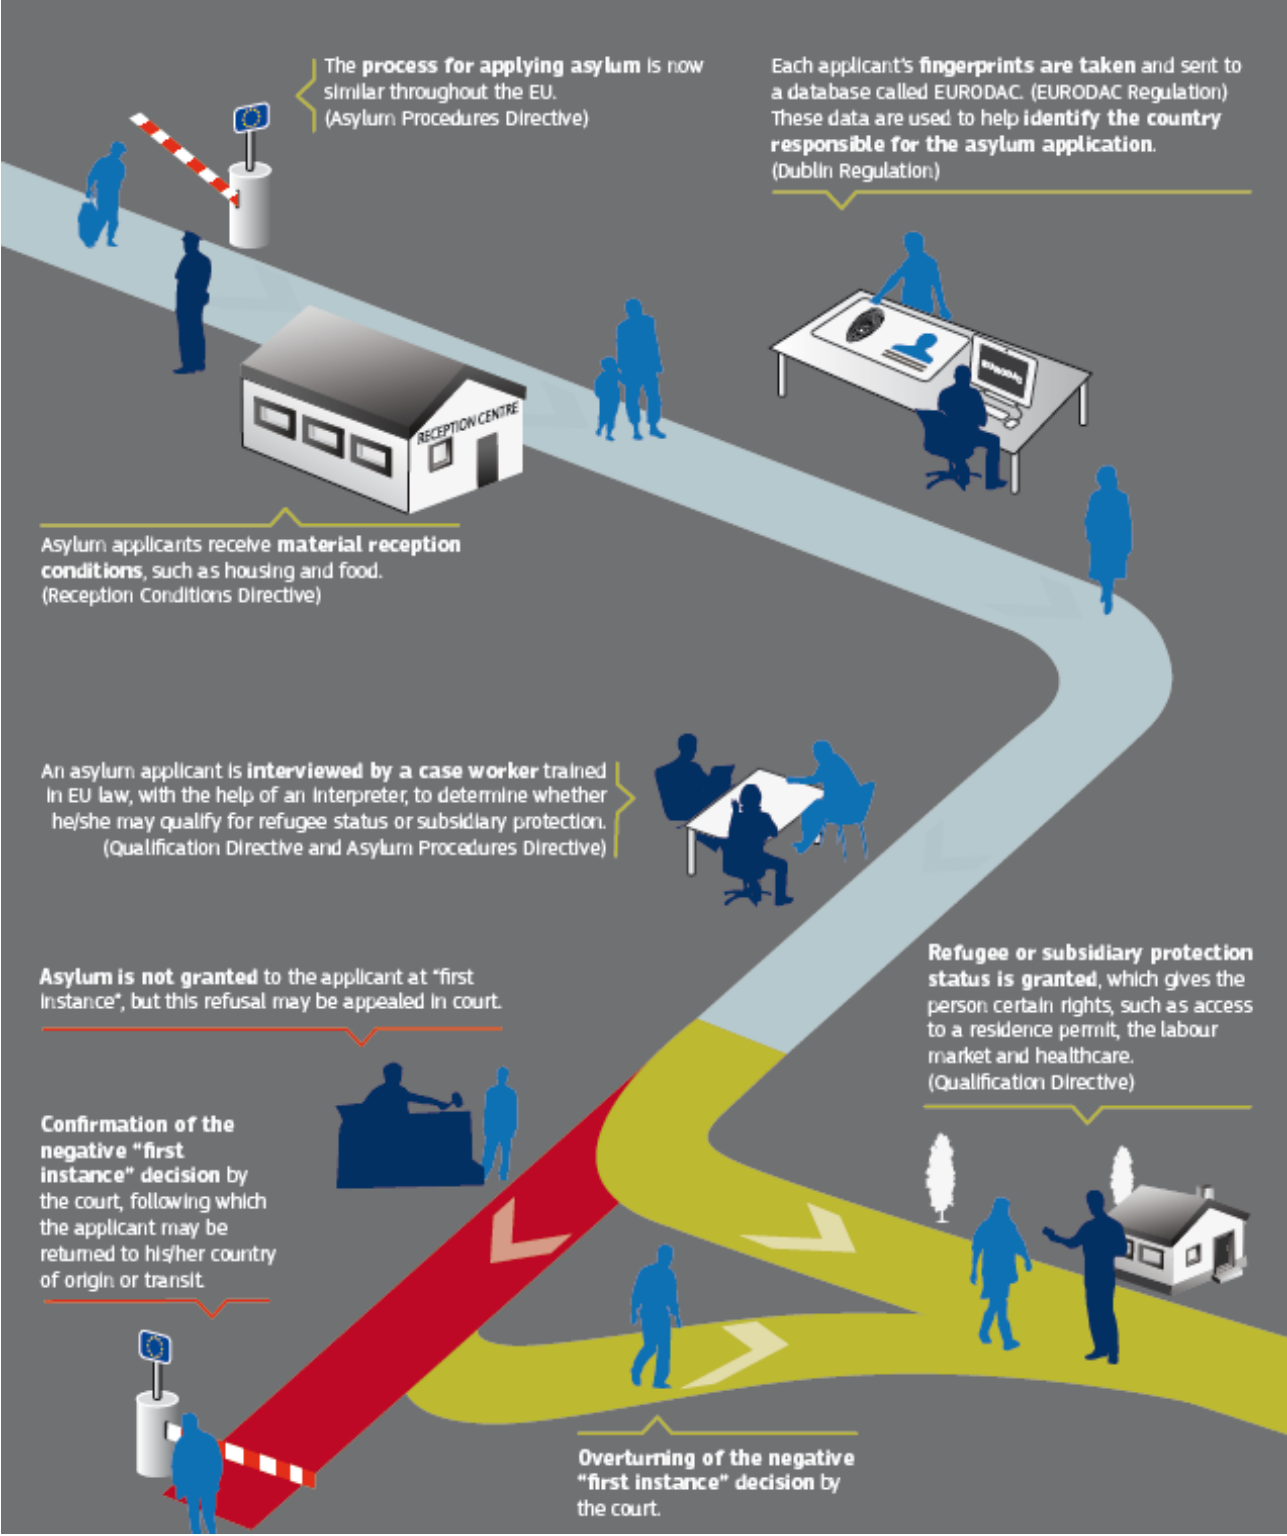 The process for applying asylum is now
similar throughout the EU.
(Asylum Procedures Directive)
Each applicant's fingerprints are taken and sent to
a database called EURODAC. (EURODAC Regulation)
These data are used to help identify the country
responsible for the asylum application.
(Dublin Regulation)
EURODAC
RECEPTION CENTRE
Asylum applicants receive material reception
conditions, such as housing and food.
(Reception Conditions Directive)
An asylum applicant is interviewed by a case worker trained
in EU law, with the help of an interpreter, to determine whether
he/she may qualify for refugee status or subsidiary protection.
(Qualification Directive and Asylum Procedures Directive)
Asylum is not granted to the applicant at "first
instance", but this refusal may be appealed in court.
Refugee or subsidiary protection
status is granted, which gives the
person certain rights, such as access
to a residence permit, the labour
market and healthcare.
(Qualification Directive)
Confirmation of the
negative "first
instance" decision by
the court, following which
the applicant may be
returned to his/her country
of origin or transit.
Overturning of the negative
"first instance" decision by
the court.